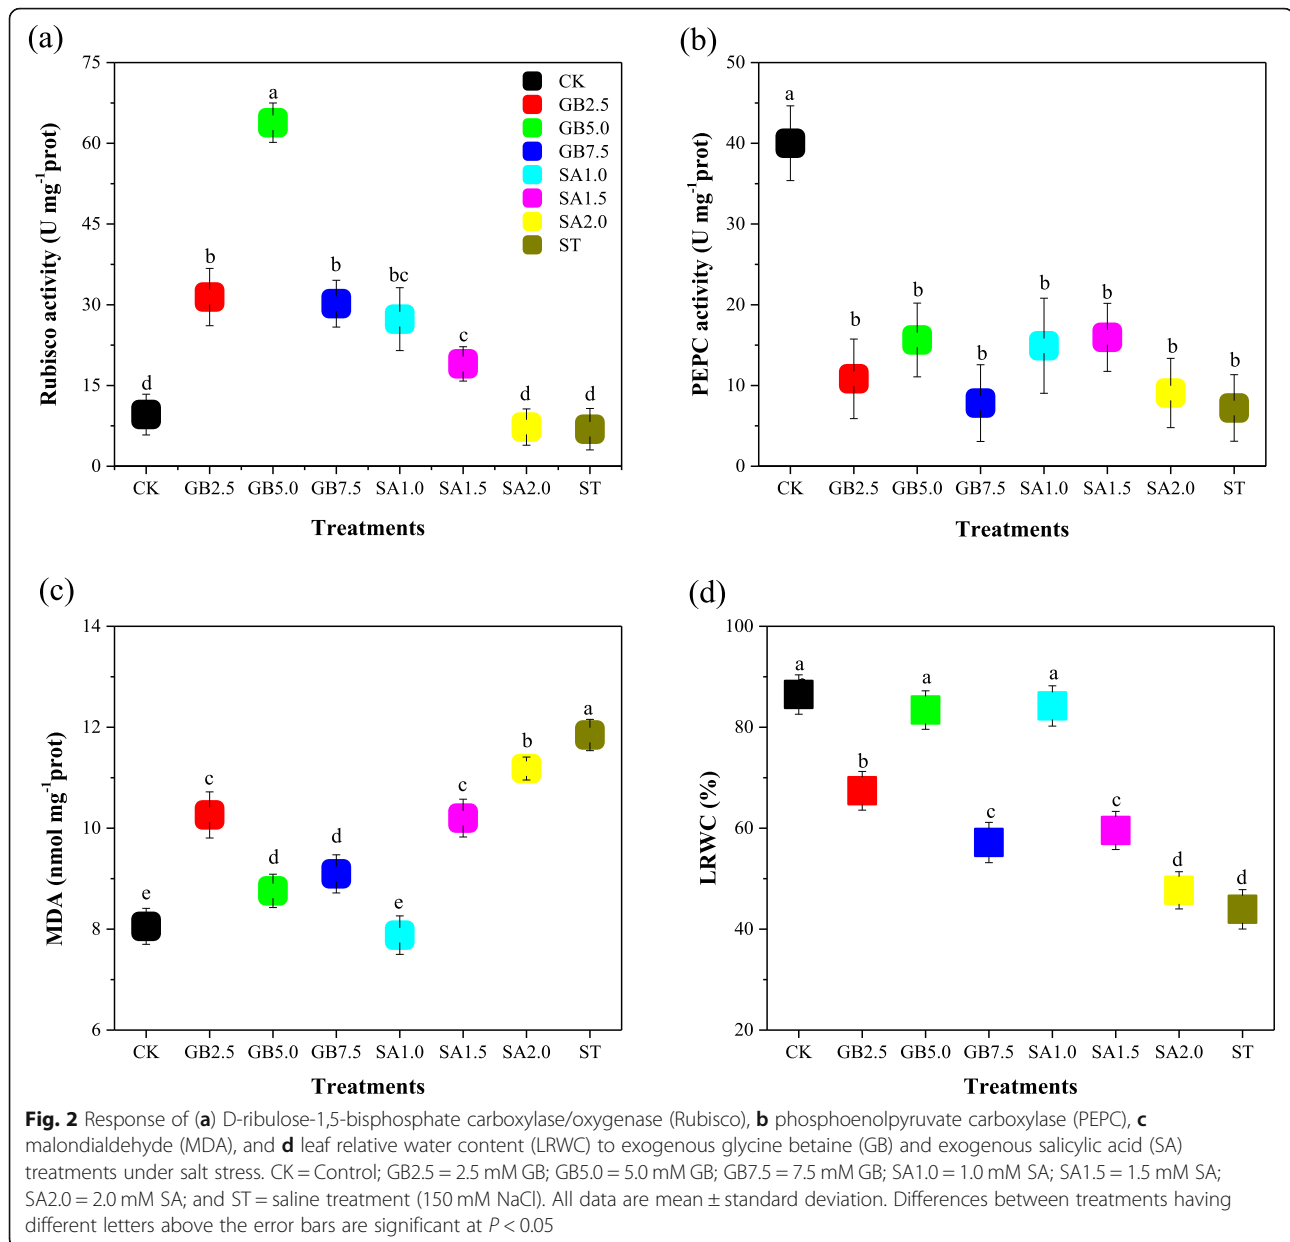 (a)
75
60
45
30
15
0
Rubisco activity (U mg⁻¹prot)
d
b
a
b
bc
c
d
d
CK
GB2.5
GB5.0
GB7.5
SA1.0
SA1.5
SA2.0
ST
CK GB2.5 GB5.0 GB7.5 SA1.0 SA1.5 SA2.0 ST
Treatments
(b)
50
40
30
20
10
0
PEPC activity (U mg⁻¹prot)
a
b
b
b
b
b
b
b
CK GB2.5 GB5.0 GB7.5 SA1.0 SA1.5 SA2.0 ST
Treatments
(c)
14
12
10
8
6
MDA (nmol mg⁻¹prot)
e
c
d
d
e
c
b
a
CK GB2.5 GB5.0 GB7.5 SA1.0 SA1.5 SA2.0 ST
Treatments
(d)
100
80
60
40
20
LRWC (%)
a
b
a
c
a
c
d
d
CK GB2.5 GB5.0 GB7.5 SA1.0 SA1.5 SA2.0 ST
Treatments
Fig. 2 Response of (a) D-ribulose-1,5-bisphosphate carboxylase/oxygenase (Rubisco), b phosphoenolpyruvate carboxylase (PEPC), c
malondialdehyde (MDA), and d leaf relative water content (LRWC) to exogenous glycine betaine (GB) and exogenous salicylic acid (SA)
treatments under salt stress. CK = Control; GB2.5 = 2.5 mM GB; GB5.0 = 5.0 mM GB; GB7.5 = 7.5 mM GB; SA1.0 = 1.0 mM SA; SA1.5 = 1.5 mM SA;
SA2.0 = 2.0 mM SA; and ST = saline treatment (150 mM NaCl). All data are mean ± standard deviation. Differences between treatments having
different letters above the error bars are significant at P < 0.05